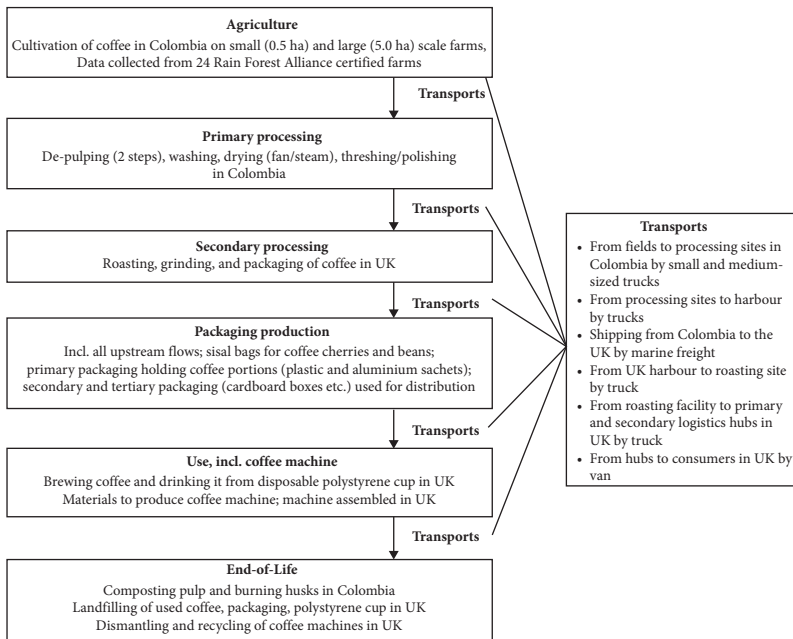 Agriculture
Cultivation of coffee in Colombia on small (0.5 ha) and large (5.0 ha) scale farms,
Data collected from 24 Rain Forest Alliance certified farms
Transports
Primary processing
De-pulping (2 steps), washing, drying (fan/steam), threshing/polishing
in Colombia
Transports
Secondary processing
Roasting, grinding, and packaging of coffee in UK
Transports
Packaging production
Incl. all upstream flows; sisal bags for coffee cherries and beans;
primary packaging holding coffee portions (plastic and aluminium sachets);
secondary and tertiary packaging (cardboard boxes etc.) used for distribution
Transports
Use, incl. coffee machine
Brewing coffee and drinking it from disposable polystyrene cup in UK
Materials to produce coffee machine; machine assembled in UK
Transports
End-of-Life
Composting pulp and burning husks in Colombia
Landfilling of used coffee, packaging, polystyrene cup in UK
Dismantling and recycling of coffee machines in UK
Transports
• From fields to processing sites in
Colombia by small and medium-
sized trucks
• From processing sites to harbour
by trucks
• Shipping from Colombia to the
UK by marine freight
• From UK harbour to roasting site
by truck
• From roasting facility to primary
and secondary logistics hubs in
UK by truck
• From hubs to consumers in UK by
van